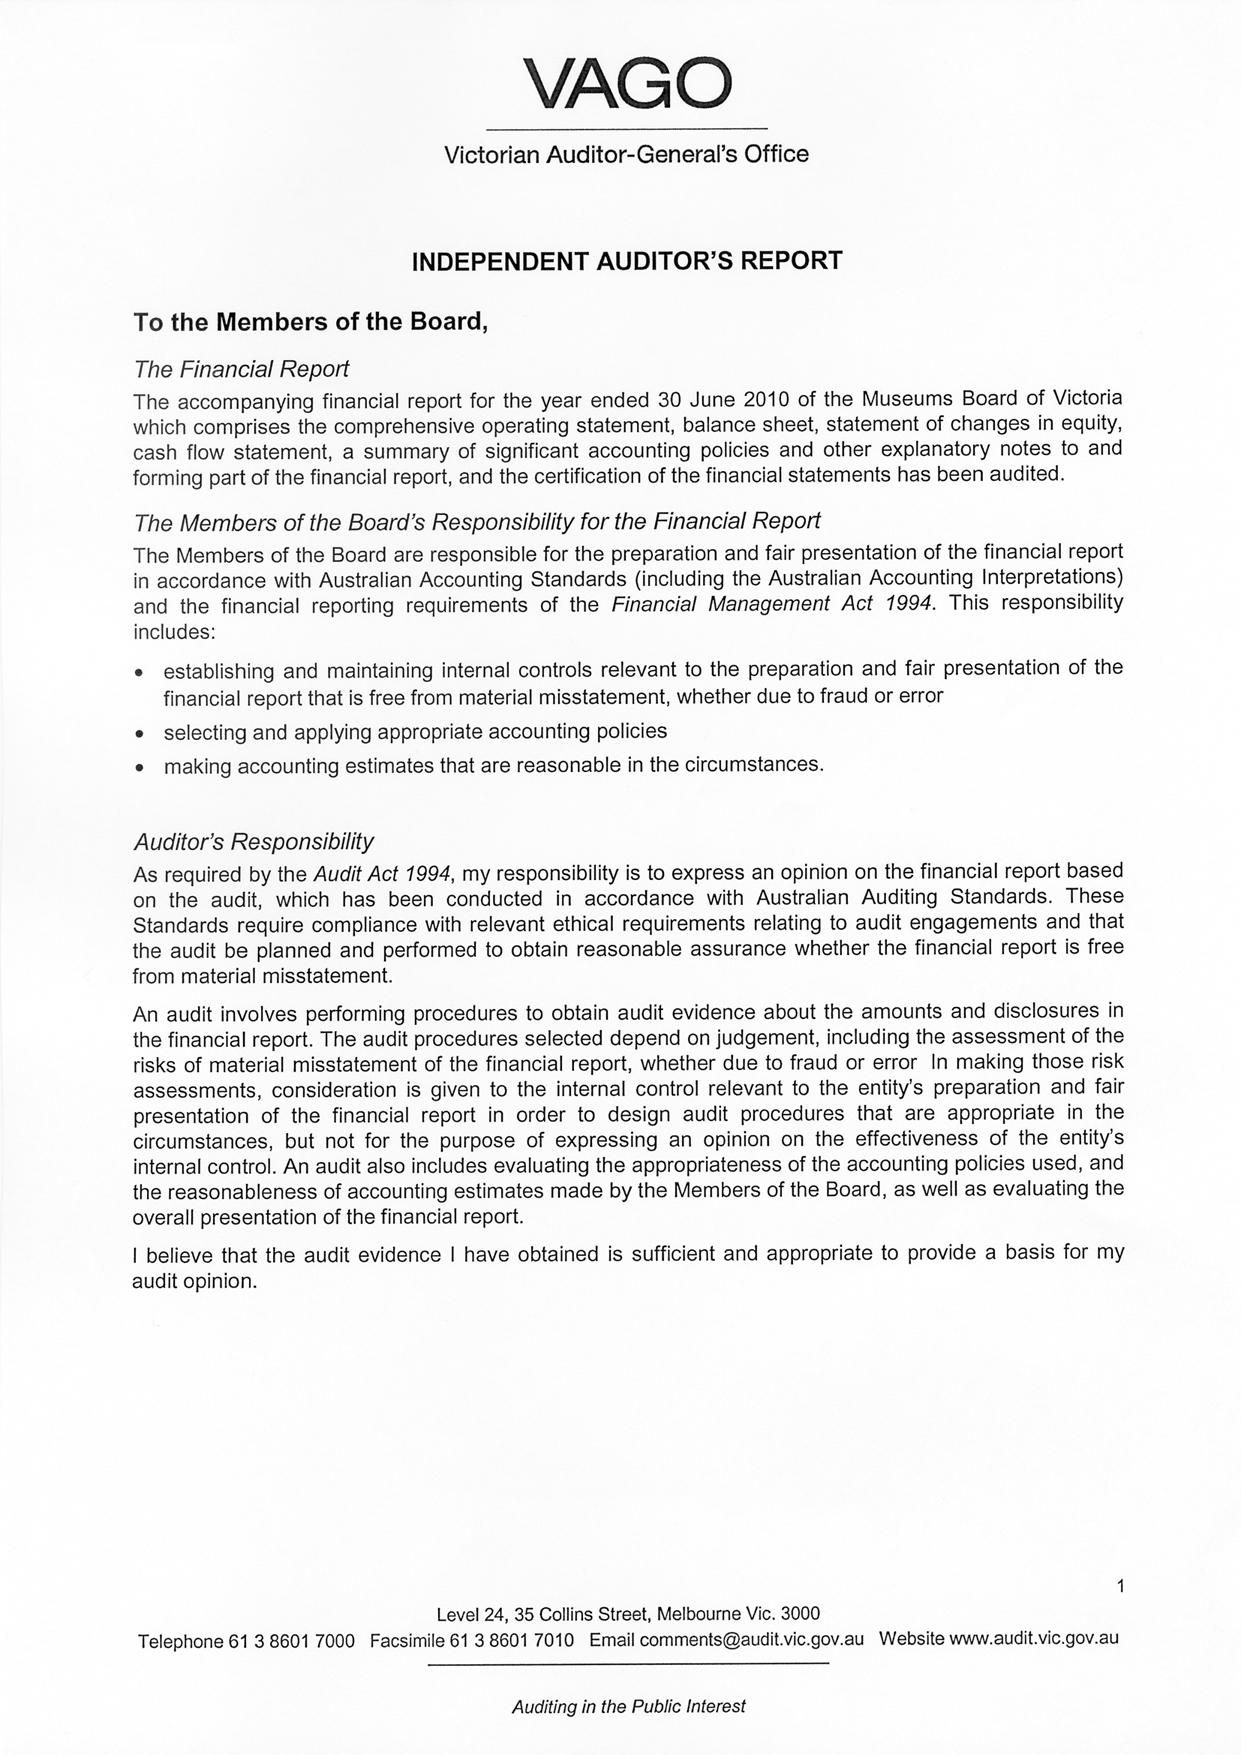 VAGO
Victorian Auditor-General's Office
INDEPENDENT AUDITOR'S REPORT
To the Members of the Board,
The Financial Report
The accompanying financial report for the year ended 30 June 2010 of the Museums Board of Victoria
which comprises the comprehensive operating statement, balance sheet, statement of changes in equity,
cash flow statement, a summary of significant accounting policies and other explanatory notes to and
forming part of the financial report, and the certification of the financial statements has been audited.
The Members of the Board's Responsibility for the Financial Report
The Members of the Board are responsible for the preparation and fair presentation of the financial report
in accordance with Australian Accounting Standards (including the Australian Accounting Interpretations)
and the financial reporting requirements of the Financial Management Act 1994. This responsibility
includes:
• establishing and maintaining internal controls relevant to the preparation and fair presentation of the
financial report that is free from material misstatement, whether due to fraud or error
• selecting and applying appropriate accounting policies
• making accounting estimates that are reasonable in the circumstances.
Auditor's Responsibility
As required by the Audit Act 1994, my responsibility is to express an opinion on the financial report based
on the audit, which has been conducted in accordance with Australian Auditing Standards. These
Standards require compliance with relevant ethical requirements relating to audit engagements and that
the audit be planned and performed to obtain reasonable assurance whether the financial report is free
from material misstatement.
An audit involves performing procedures to obtain audit evidence about the amounts and disclosures in
the financial report. The audit procedures selected depend on judgement, including the assessment of the
risks of material misstatement of the financial report, whether due to fraud or error In making those risk
assessments, consideration is given to the internal control relevant to the entity's preparation and fair
presentation of the financial report in order to design audit procedures that are appropriate in the
circumstances, but not for the purpose of expressing an opinion on the effectiveness of the entity's
internal control. An audit also includes evaluating the appropriateness of the accounting policies used, and
the reasonableness of accounting estimates made by the Members of the Board, as well as evaluating the
overall presentation of the financial report.
I believe that the audit evidence I have obtained is sufficient and appropriate to provide a basis for my
audit opinion.
1
Level 24, 35 Collins Street, Melbourne Vic. 3000
Telephone 61 3 8601 7000 Facsimile 61 3 8601 7010 Email comments@audit.vic.gov.au Website www.audit.vic.gov.au
Auditing in the Public Interest